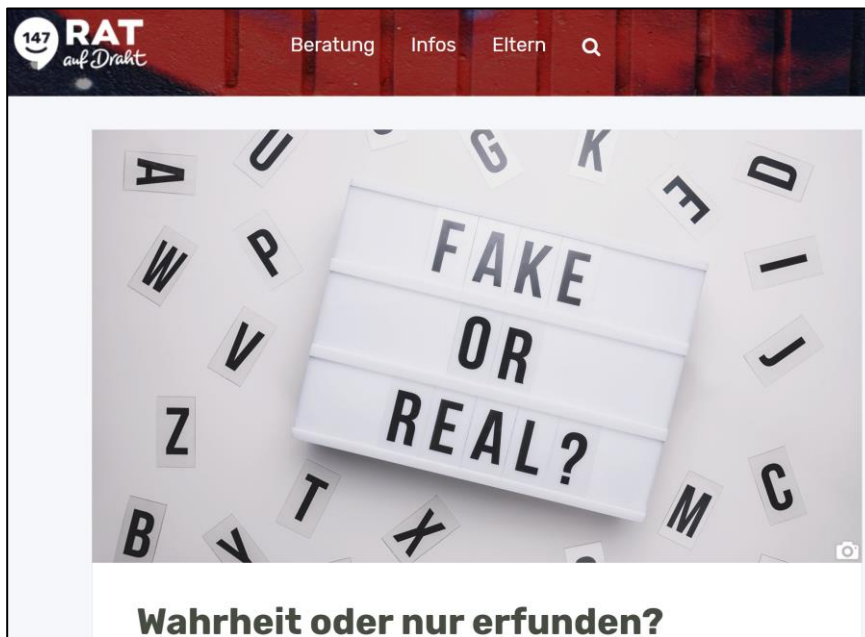 147 RAT
auf Draht
Beratung Infos Eltern
A U G K E D
W P I
V J
Z T X M C
B Y
FAKE
OR
REAL?
Wahrheit oder nur erfunden?